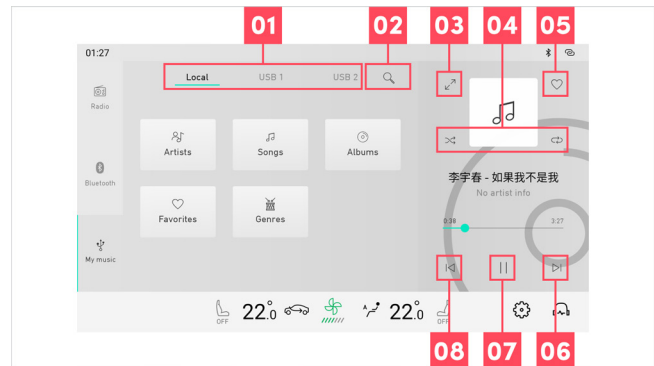 01 02 03 04 05
01:27
Local USB 1 USB 2
Radio
Artists Songs Albums
Bluetooth
李宇春 - 如果我不是我
No artist info
Favorites Genres
0:38 3:27
My music
OFF 22.0 A 22.0 OFF
08 07 06